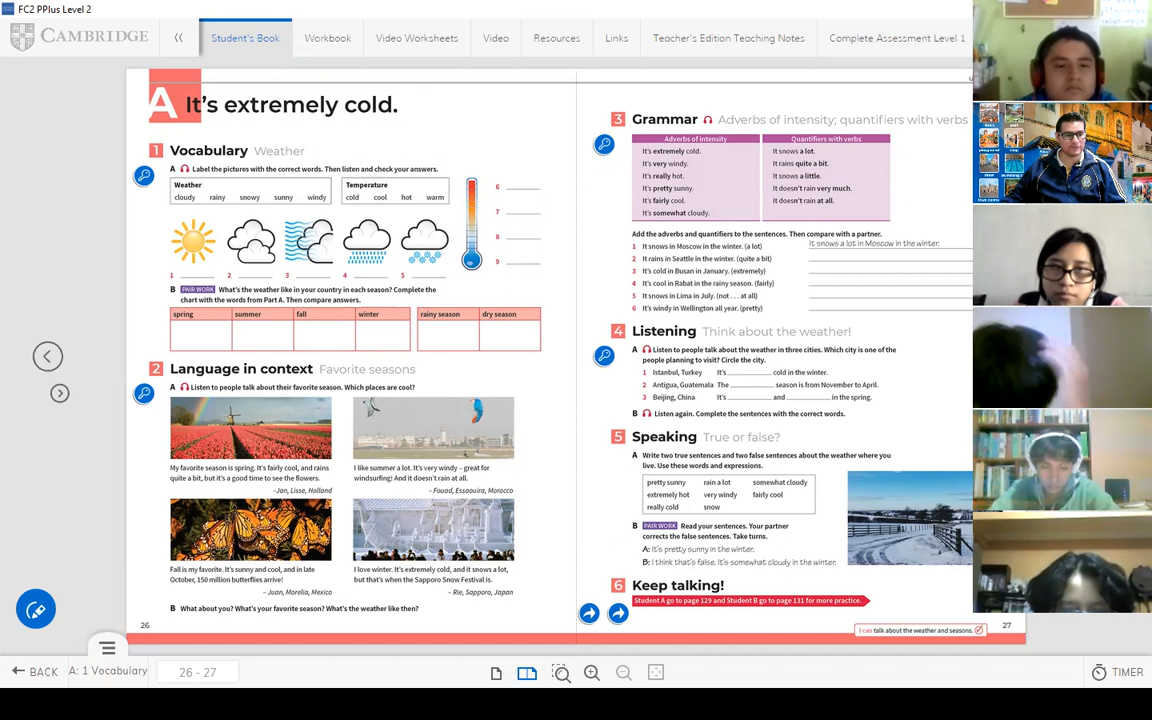 FC2 PPlus Level 2
CAMBRIDGE
Student's Book
Workbook
Video Worksheets
Video
Resources
Links
Teacher's Edition Teaching Notes
Complete Assessment Level 1
A It's extremely cold.
1 Vocabulary Weather
A Label the pictures with the correct words. Then listen and check your answers.
Weather
cloudy rainy snowy sunny windy
Temperature
cold cool hot warm
6
7
8
9
1 2 3 4 5
B PAIR WORK What's the weather like in your country in each season? Complete the
chart with the words from Part A. Then compare answers.
spring summer fall winter rainy season dry season
2 Language in context Favorite seasons
A Listen to people talk about their favorite season. Which places are cool?
My favorite season is spring. It's fairly cool, and rains
quite a bit, but it's a good time to see the flowers.
–Jan, Lisse, Holland
I like summer a lot. It's very windy – great for
windsurfing! And it doesn't rain at all.
– Fouad, Essaouira, Morocco
Fall is my favorite. It's sunny and cool, and in late
October, 150 million butterflies arrive!
– Juan, Morelia, Mexico
I love winter. It's extremely cold, and it snows a lot,
but that's when the Sapporo Snow Festival is.
– Rie, Sapporo, Japan
B What about you? What's your favorite season? What's the weather like then?
26
3 Grammar Adverbs of intensity; quantifiers with verbs
Adverbs of intensity
It's extremely cold.
It's very windy.
It's really hot.
It's pretty sunny.
It's fairly cool.
It's somewhat cloudy.
Quantifiers with verbs
It snows a lot.
It rains quite a bit.
It snows a little.
It doesn't rain very much.
It doesn't rain at all.
Add the adverbs and quantifiers to the sentences. Then compare with a partner.
1 It snows in Moscow in the winter. (a lot) It snows a lot in Moscow in the winter.
2 It rains in Seattle in the winter. (quite a bit)
3 It's cold in Busan in January. (extremely)
4 It's cool in Rabat in the rainy season. (fairly)
5 It snows in Lima in July. (not . . . at all)
6 It's windy in Wellington all year. (pretty)
4 Listening Think about the weather!
A Listen to people talk about the weather in three cities. Which city is one of the
people planning to visit? Circle the city.
1 Istanbul, Turkey It's cold in the winter.
2 Antigua, Guatemala The season is from November to April.
3 Beijing, China It's and in the spring.
B Listen again. Complete the sentences with the correct words.
5 Speaking True or false?
A Write two true sentences and two false sentences about the weather where you
live. Use these words and expressions.
pretty sunny rain a lot somewhat cloudy
extremely hot very windy fairly cool
really cold snow
B PAIR WORK Read your sentences. Your partner
corrects the false sentences. Take turns.
A: It's pretty sunny in the winter.
B: I think that's false. It's somewhat cloudy in the winter.
6 Keep talking!
Student A go to page 129 and Student B go to page 131 for more practice.
I can talk about the weather and seasons.
27
BACK
A: 1 Vocabulary
26 - 27
TIMER